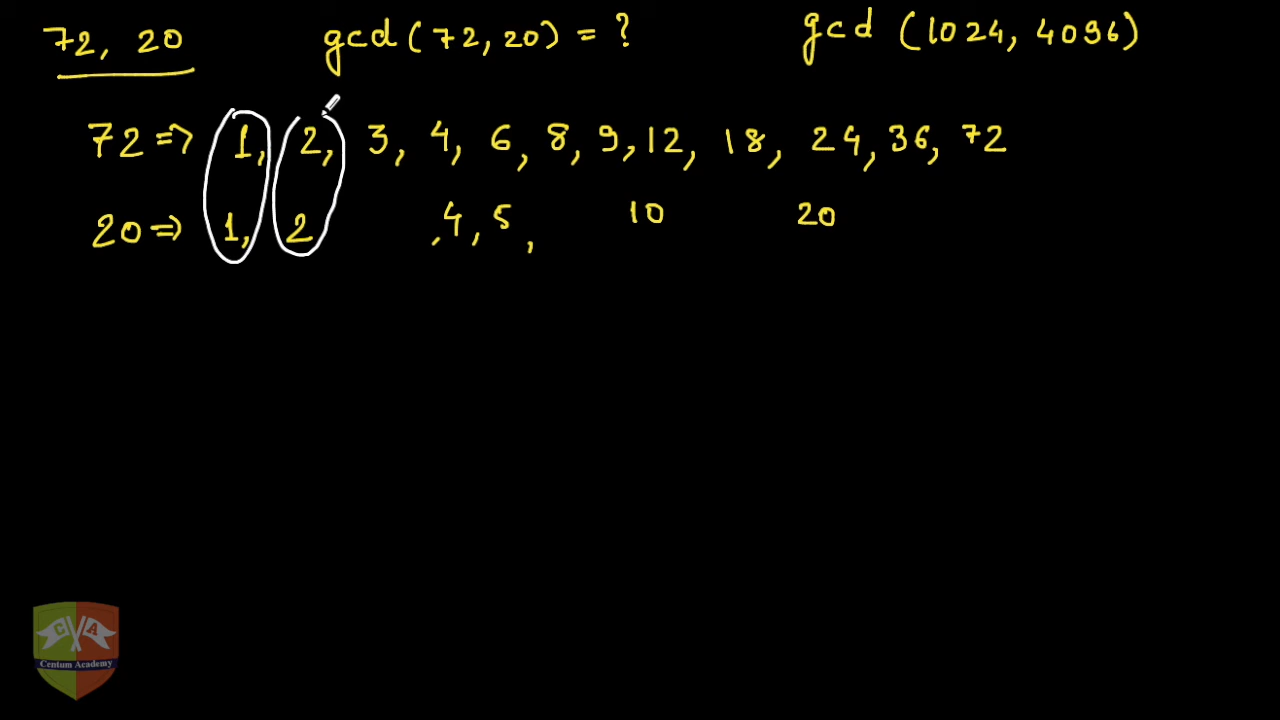 72, 20 gcd(72, 20) = ? gcd (1024, 4096)
72 => 1, 2, 3, 4, 6, 8, 9, 12, 18, 24, 36, 72
20 => 1, 2 , 4, 5, 10 20
C A
Centum Academy